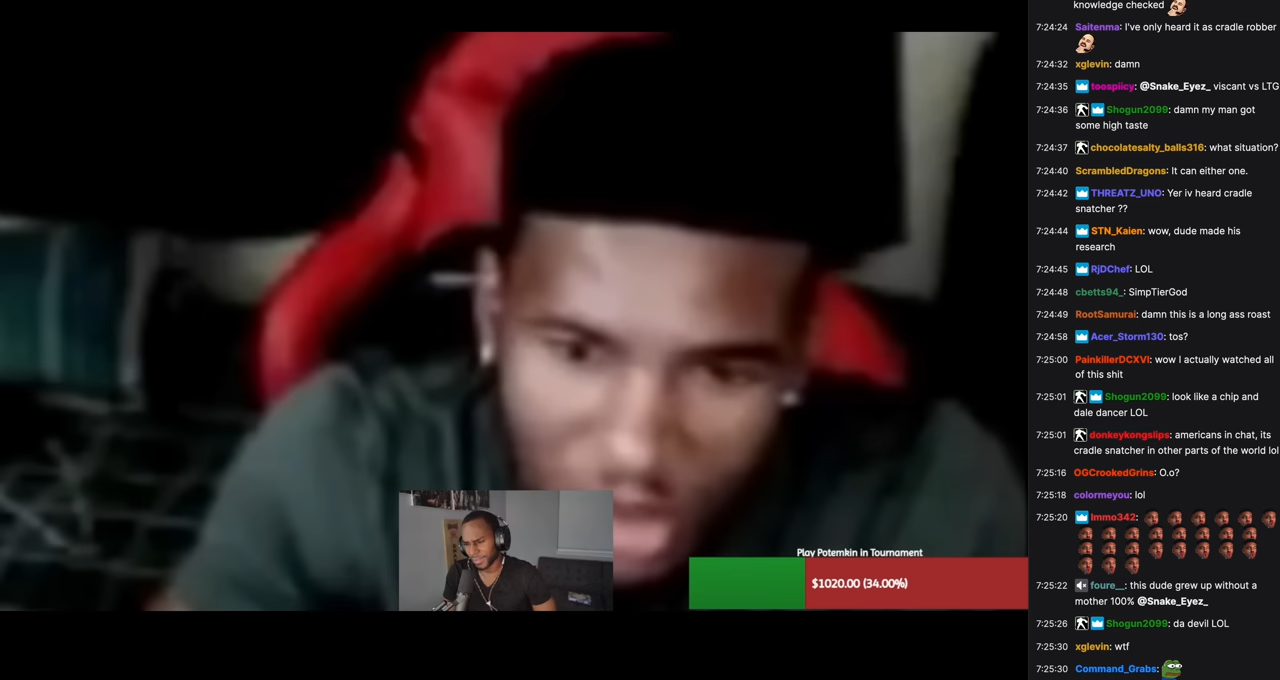 Play Potemkin in Tournament
$1020.00 (34.00%)
knowledge checked
7:24:24 Saitenma: I've only heard it as cradle robber
7:24:32 xglevin: damn
7:24:35 toospiicy: @Snake_Eyez_ viscant vs LTG
7:24:36 Shogun2099: damn my man got
some high taste
7:24:37 chocolatesalty_balls316: what situation?
7:24:40 ScrambledDragons: It can either one.
7:24:42 THREATZ_UNO: Yer iv heard cradle
snatcher ??
7:24:44 STN_Kaien: wow, dude made his
research
7:24:45 RjDChef: LOL
7:24:48 cbetts94_: SimpTierGod
7:24:49 RootSamurai: damn this is a long ass roast
7:24:58 Acer_Storm130: tos?
7:25:00 PainkillerDCXVI: wow I actually watched all
of this shit
7:25:01 Shogun2099: look like a chip and
dale dancer LOL
7:25:01 donkeykongslips: americans in chat, its
cradle snatcher in other parts of the world lol
7:25:16 OGCrookedGrins: O.o?
7:25:18 colormeyou: lol
7:25:20 Immo342:
7:25:22 foure__: this dude grew up without a
mother 100% @Snake_Eyez_
7:25:26 Shogun2099: da devil LOL
7:25:30 xglevin: wtf
7:25:30 Command_Grabs: